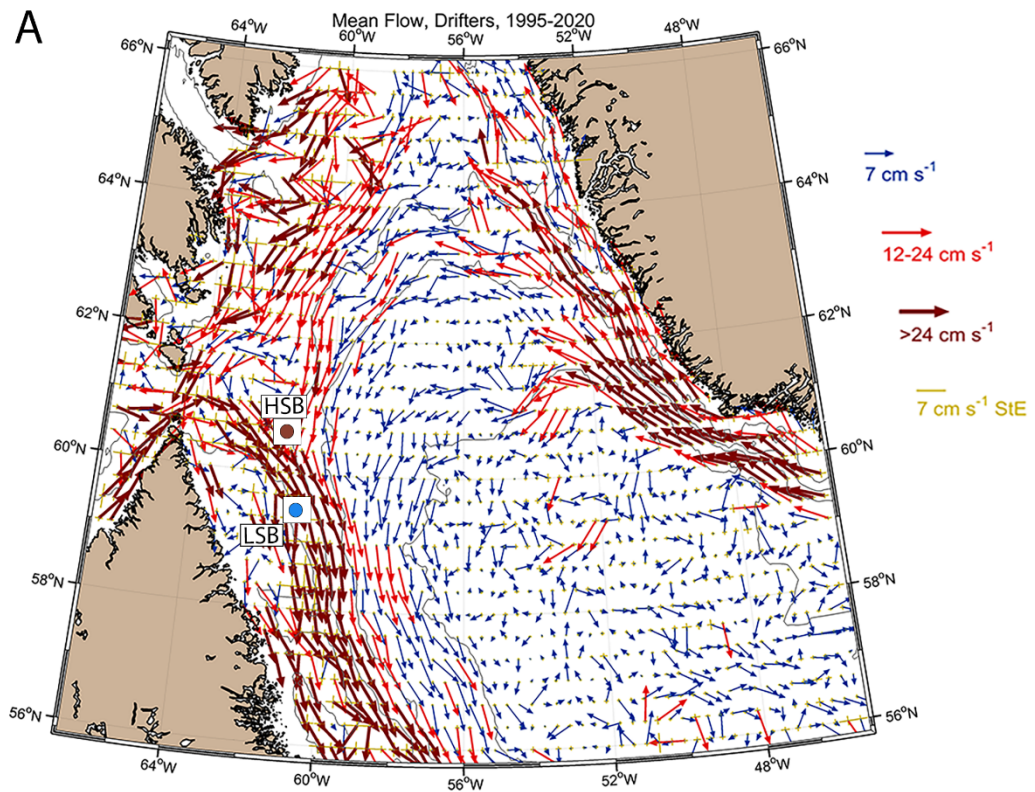 A
Mean Flow, Drifters, 1995-2020
64°W
60°W
56°W
52°W
48°W
66°N
66°N
64°N
64°N
7 cm s⁻¹
12-24 cm s⁻¹
62°N
62°N
>24 cm s⁻¹
7 cm s⁻¹ StE
HSB
60°N
60°N
LSB
58°N
58°N
56°N
56°N
64°W
60°W
56°W
52°W
48°W